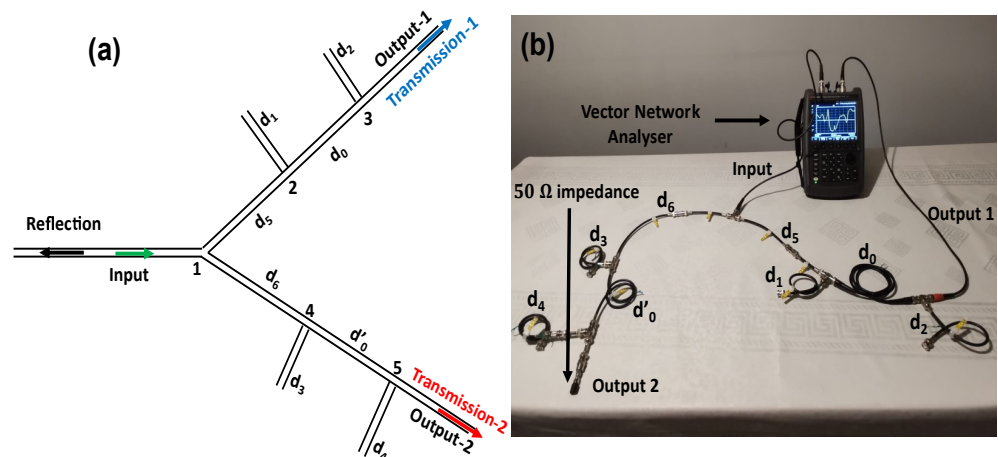 (a)
d₂
Output-1
Transmission-1
d₁
3
d₀
2
d₅
Reflection
Input
1
d₆
4
d'₀
5
d₃
Transmission-2
Output-2
d₄
(b)
Vector Network
Analyser
Input
50 Ω impedance
d₆
Output 1
d₃
d₅
d₀
d₁
d₄
d'₀
d₂
Output 2